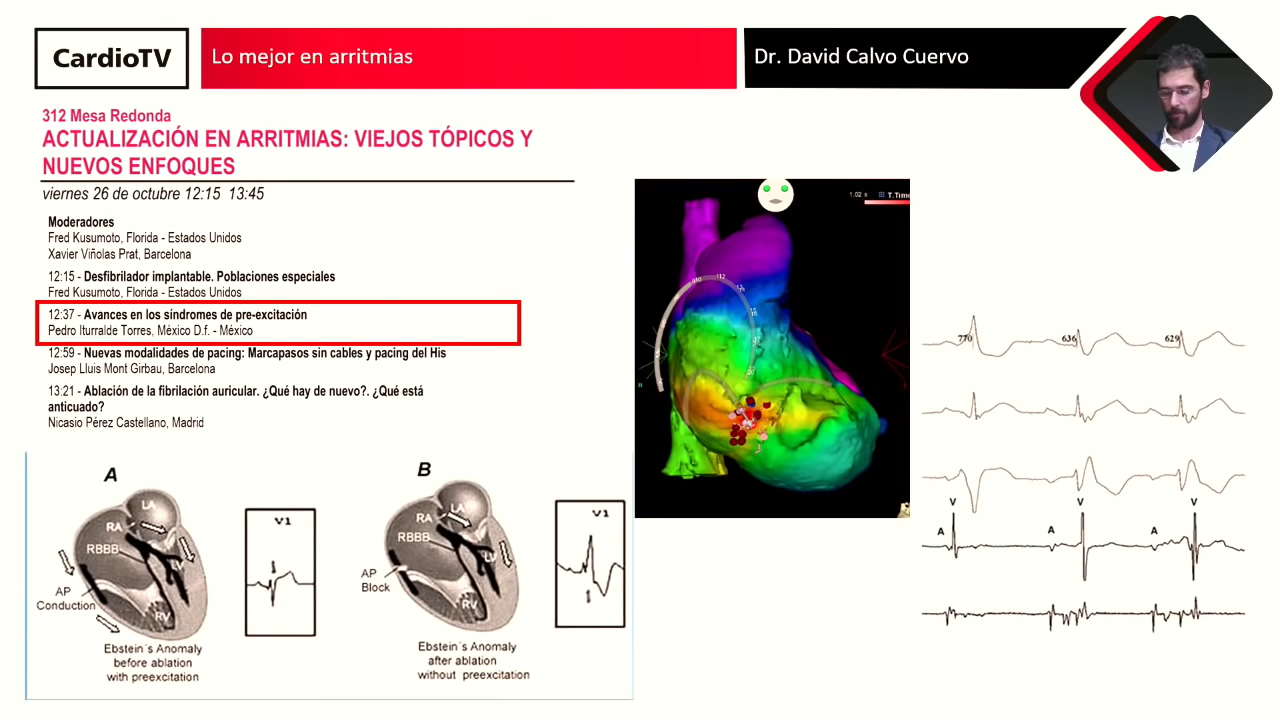 CardioTV
Lo mejor en arritmias
Dr. David Calvo Cuervo
312 Mesa Redonda
ACTUALIZACIÓN EN ARRITMIAS: VIEJOS TÓPICOS Y
NUEVOS ENFOQUES
viernes 26 de octubre 12:15 13:45
Moderadores
Fred Kusumoto, Florida - Estados Unidos
Xavier Viñolas Prat, Barcelona
12:15 - Desfibrilador implantable. Poblaciones especiales
Fred Kusumoto, Florida - Estados Unidos
12:37 - Avances en los síndromes de pre-excitación
Pedro Iturralde Torres, México D.f. - México
12:59 - Nuevas modalidades de pacing: Marcapasos sin cables y pacing del His
Josep Lluis Mont Girbau, Barcelona
13:21 - Ablación de la fibrilación auricular. ¿Qué hay de nuevo?. ¿Qué está
anticuado?
Nicasio Pérez Castellano, Madrid
1.02 s
T.Time
770 636 629
V V V
A A A
A
LA
RA
RBBB
LV
RV
AP
Conduction
V1
Ebstein´s Anomaly
before ablation
with preexcitation
B
LA
RA
RBBB
LV
RV
AP
Block
V1
Ebstein´s Anomaly
after ablation
without preexcitation